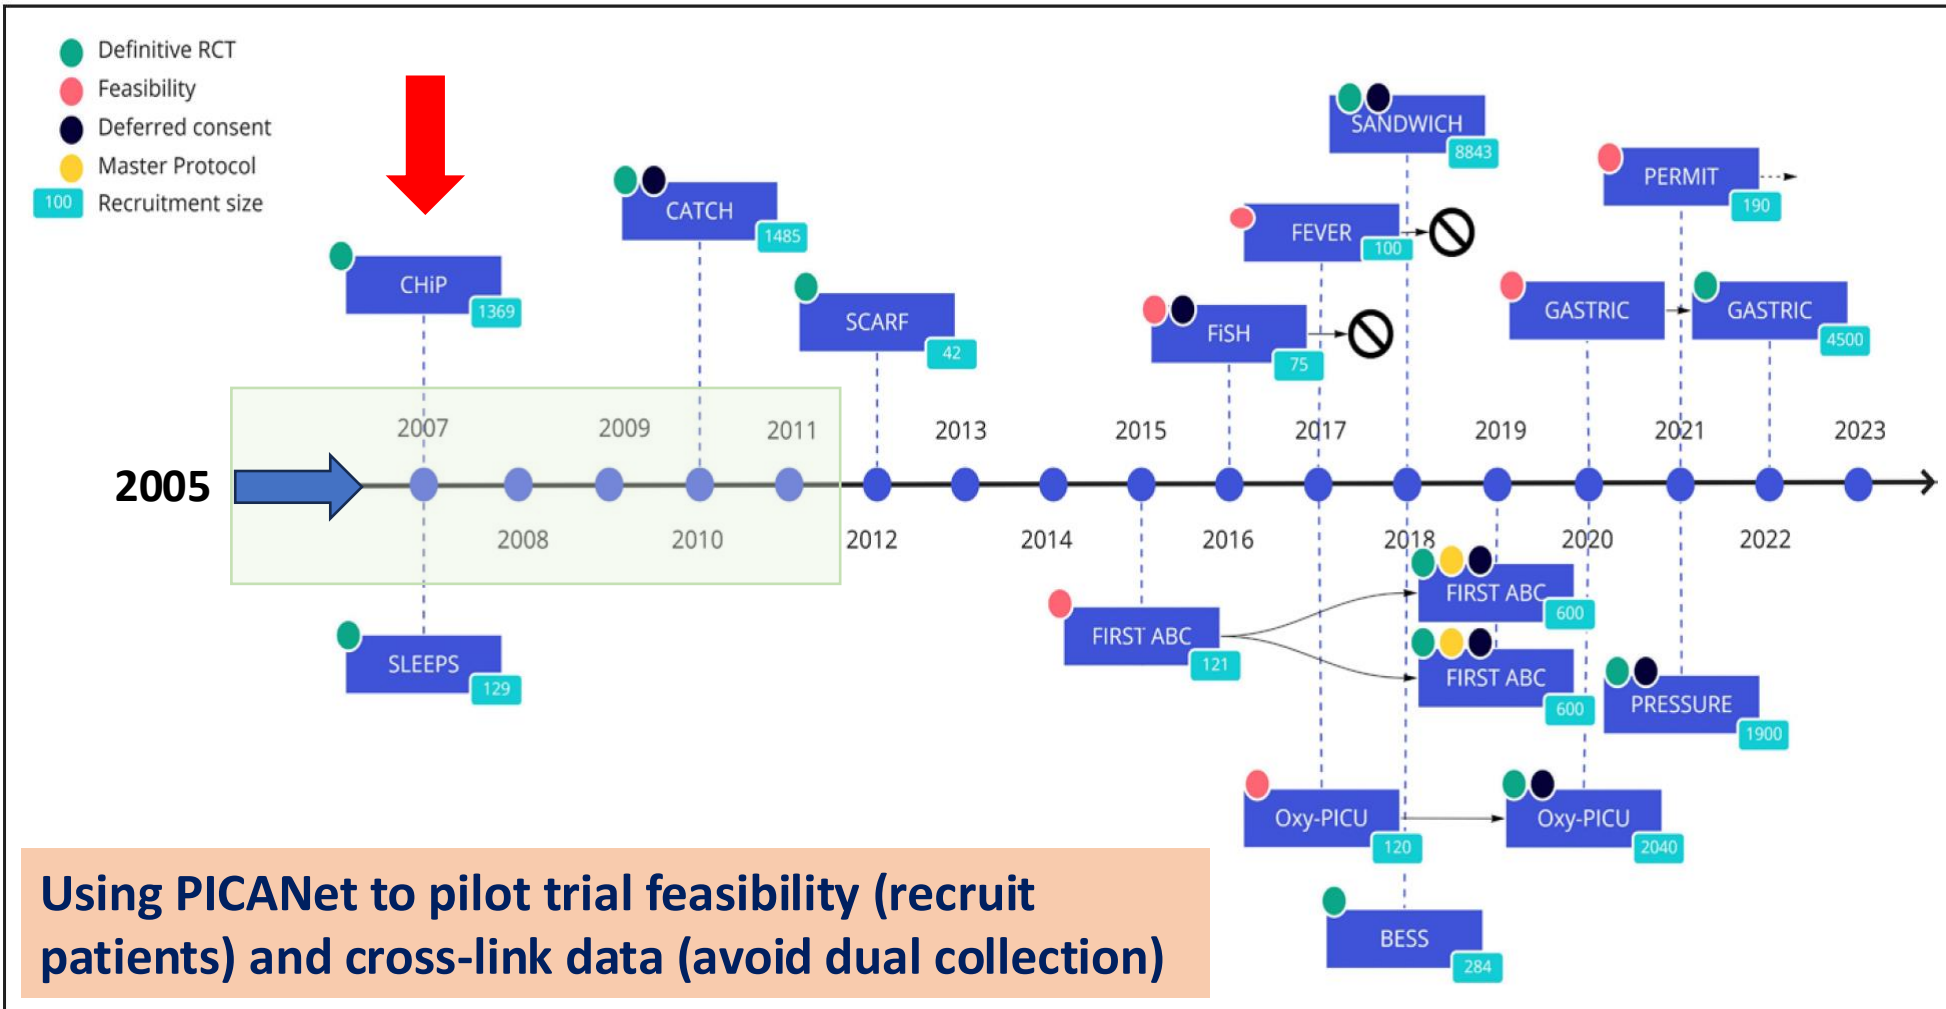 Definitive RCT
Feasibility
Deferred consent
Master Protocol
100 Recruitment size
SANDWICH
8843
PERMIT
190
CATCH
1485
FEVER
100
CHiP
1369
SCARF
42
FiSH
75
GASTRIC
GASTRIC
4500
2007 2009 2011 2013 2015 2017 2019 2021 2023
2005
2008 2010 2012 2014 2016 2018 2020 2022
FIRST ABC
600
FIRST ABC
121
SLEEPS
129
FIRST ABC
600
PRESSURE
1900
Oxy-PICU
120
Oxy-PICU
2040
BESS
284
Using PICANet to pilot trial feasibility (recruit
patients) and cross-link data (avoid dual collection)